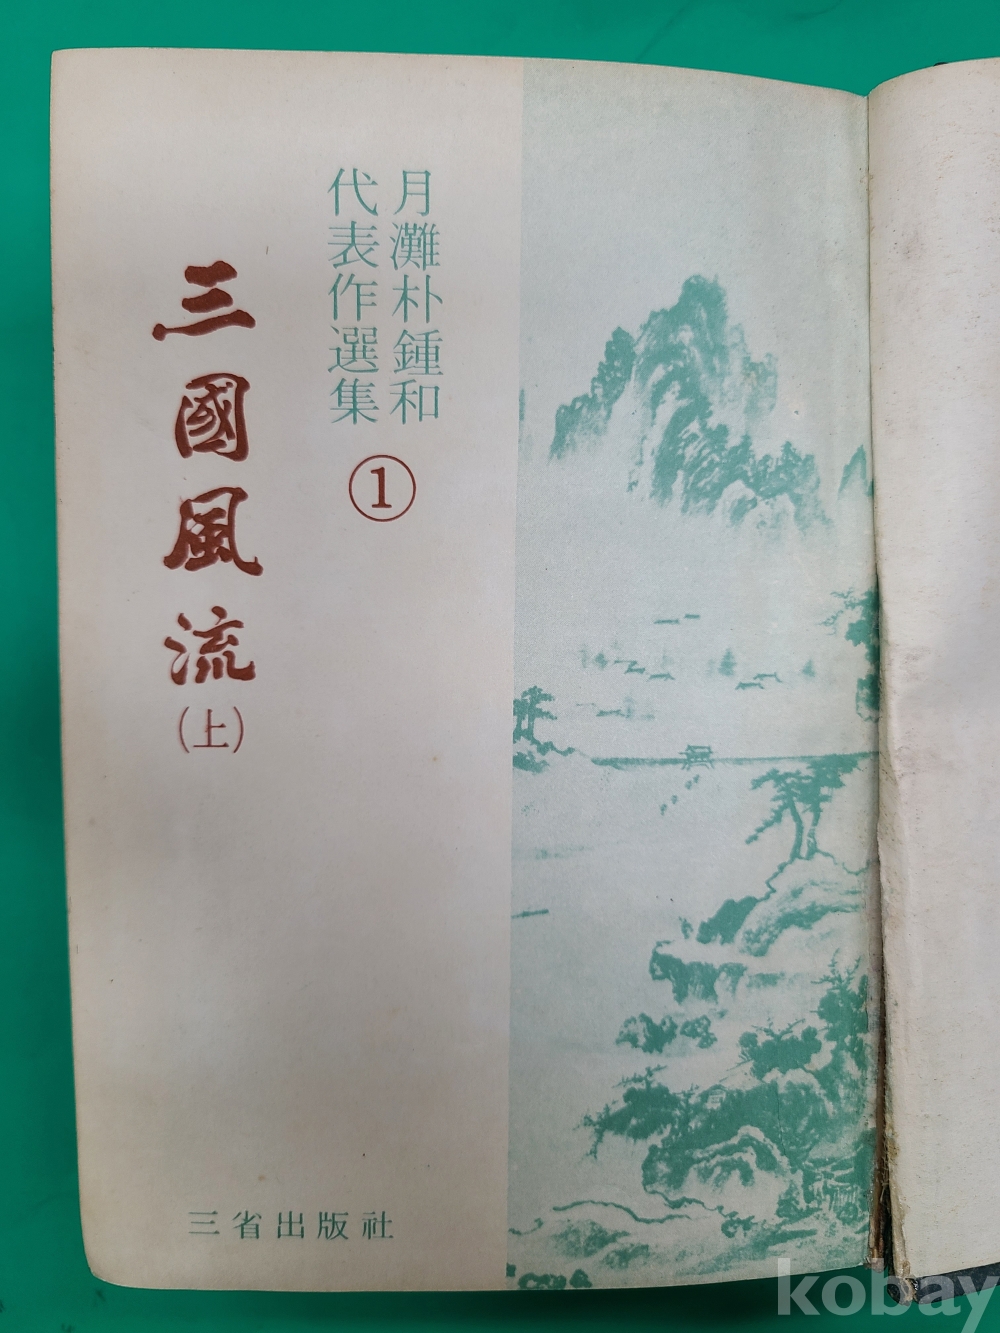 月灘朴鍾和
代表作選集
①
三國風流
(上)
三省出版社
kobay